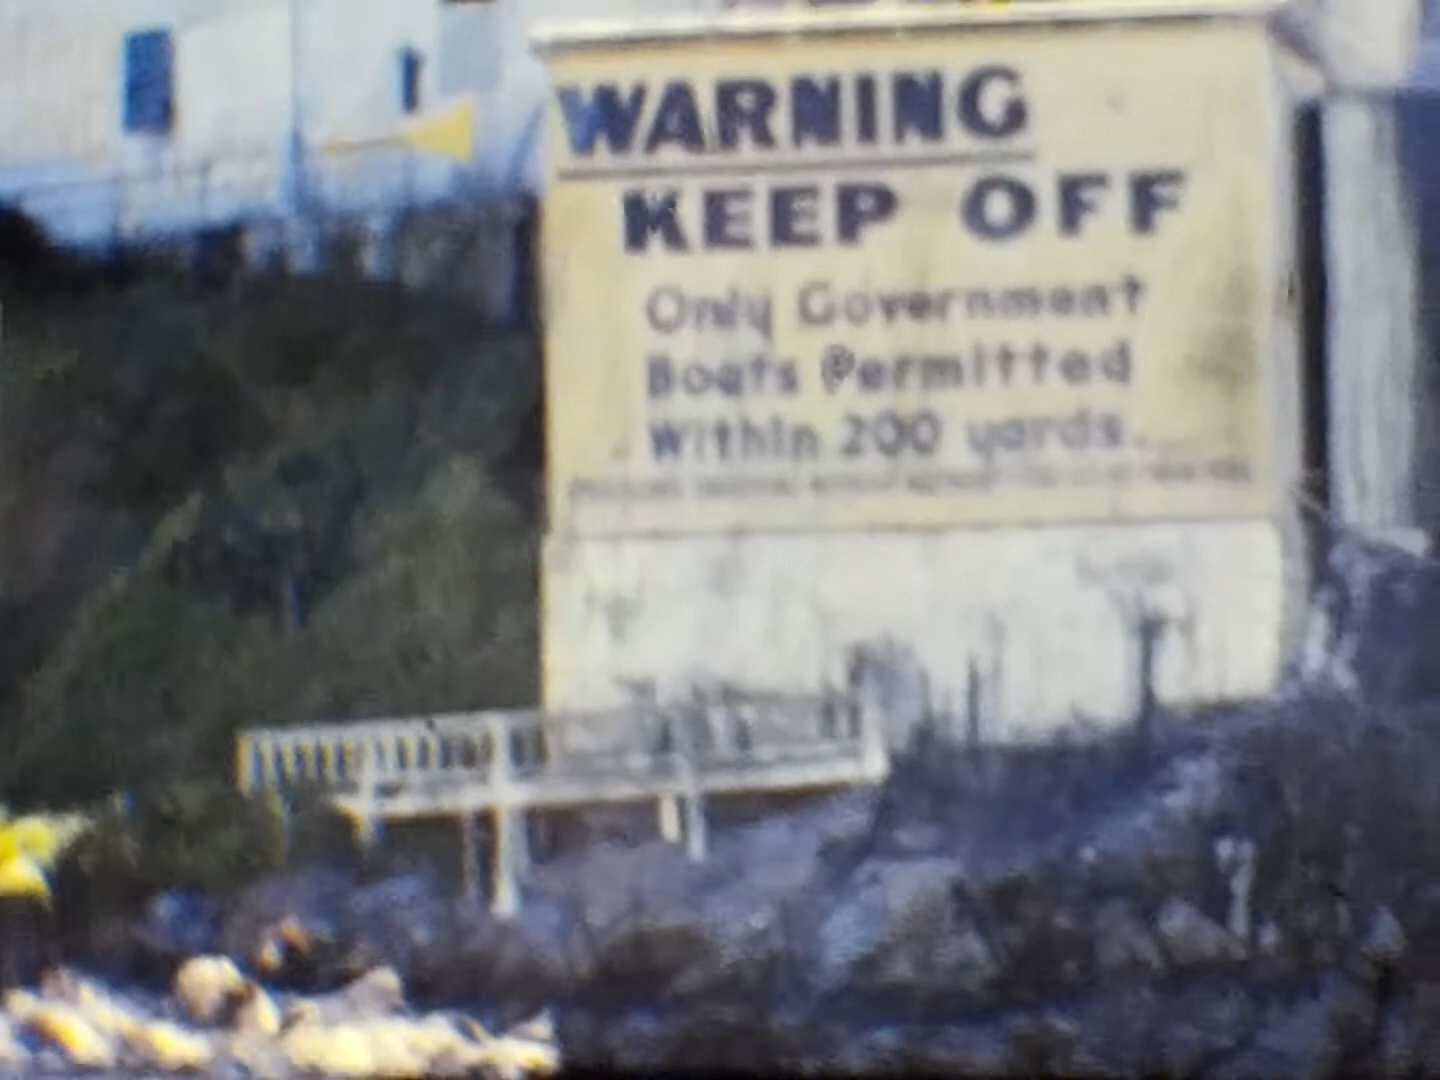 WARNING
KEEP OFF
Only Government
Boats Permitted
Within 200 yards.